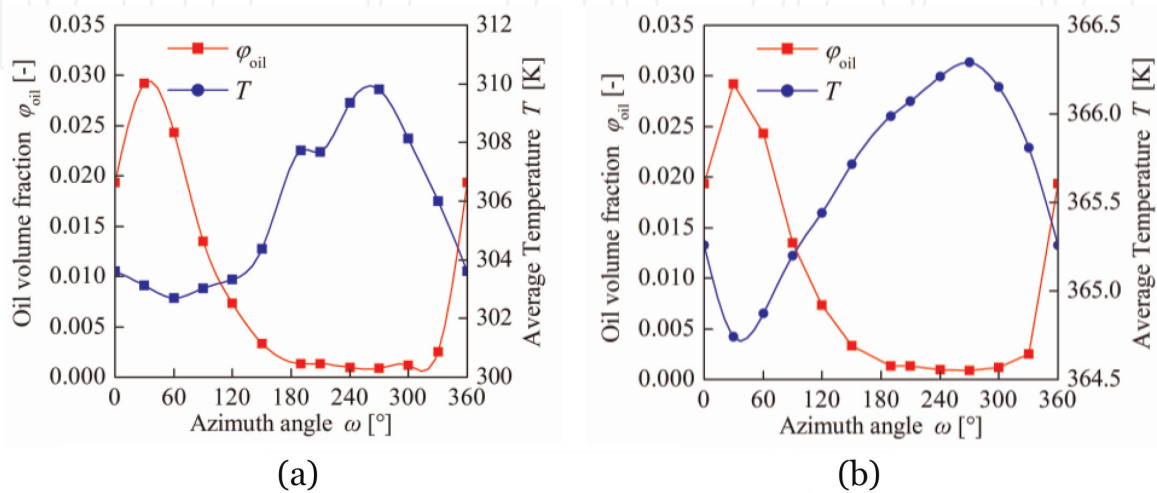 0.035
0.030
0.025
0.020
0.015
0.010
0.005
0.000
Oil volume fraction φoil [-]
φoil
T
312
310
308
306
304
302
300
Average Temperature T [K]
0 60 120 180 240 300 360
Azimuth angle ω [°]
(a)
0.035
0.030
0.025
0.020
0.015
0.010
0.005
0.000
Oil volume fraction φoil [-]
φoil
T
366.5
366.0
365.5
365.0
364.5
Average Temperature T [K]
0 60 120 180 240 300 360
Azimuth angle ω [°]
(b)